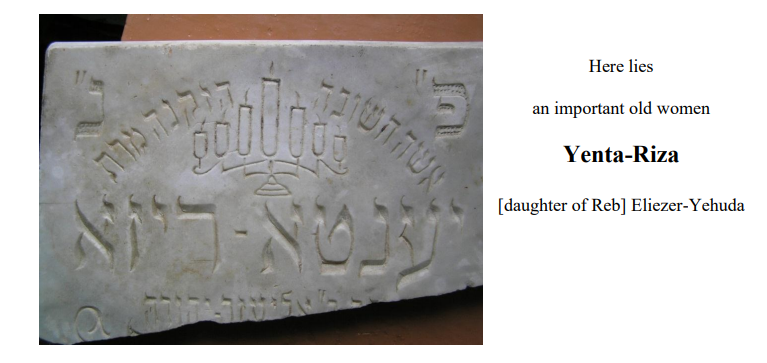 פ" נ"
אשה חשובה הזקנה מרת
יענטא-ריזא
ר" אליעזר-יהודה
Here lies
an important old women
Yenta-Riza
[daughter of Reb] Eliezer-Yehuda